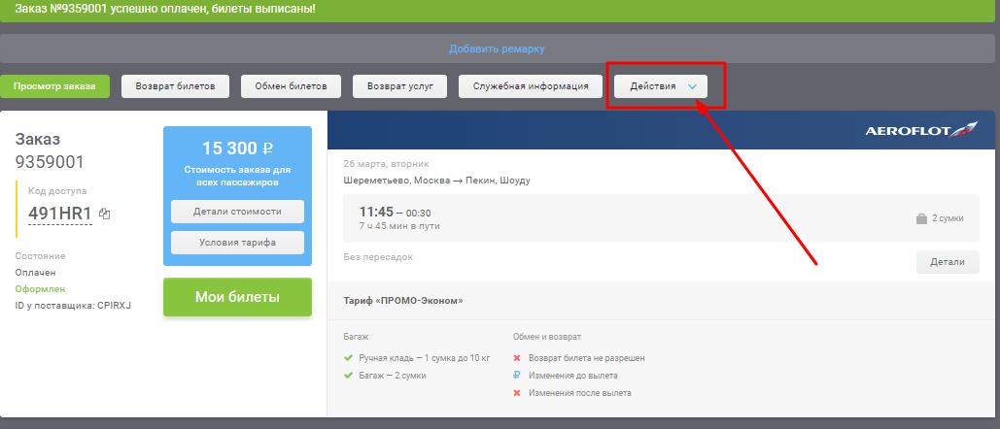 Заказ №9359001 успешно оплачен, билеты выписаны!
Добавить ремарку
Просмотр заказа
Возврат билетов
Обмен билетов
Возврат услуг
Служебная информация
Действия
Заказ
9359001
Код доступа
491HR1
Состояние
Оплачен
Оформлен
ID у поставщика: CPIRXJ
15 300 ₽
Стоимость заказа для
всех пассажиров
Детали стоимости
Условия тарифа
Мои билеты
AEROFLOT
26 марта, вторник
Шереметьево, Москва → Пекин, Шоуду
11:45 — 00:30
7 ч 45 мин в пути
2 сумки
Без пересадок
Детали
Тариф «ПРОМО-Эконом»
Багаж
Ручная кладь — 1 сумка до 10 кг
Багаж — 2 сумки
Обмен и возврат
Возврат билета не разрешен
₽ Изменения до вылета
Изменения после вылета